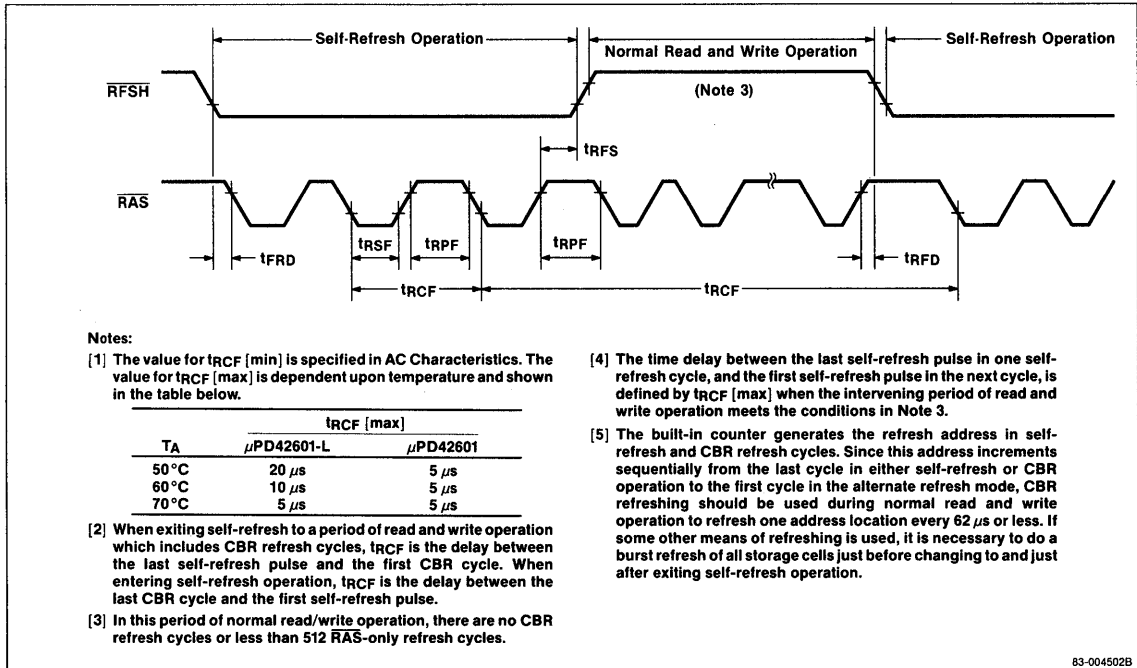 Self-Refresh Operation
Normal Read and Write Operation
Self-Refresh Operation
RFSH
(Note 3)
tRFS
RAS
tFRD
tRSF
tRPF
tRPF
tRFD
tRCF
tRCF
Notes:
[1] The value for tRCF [min] is specified in AC Characteristics. The
value for tRCF [max] is dependent upon temperature and shown
in the table below.
tRCF [max]
TA μPD42601-L μPD42601
50°C 20 μs 5 μs
60°C 10 μs 5 μs
70°C 5 μs 5 μs
[2] When exiting self-refresh to a period of read and write operation
which includes CBR refresh cycles, tRCF is the delay between
the last self-refresh pulse and the first CBR cycle. When
entering self-refresh operation, tRCF is the delay between the
last CBR cycle and the first self-refresh pulse.
[3] In this period of normal read/write operation, there are no CBR
refresh cycles or less than 512 RAS-only refresh cycles.
[4] The time delay between the last self-refresh pulse in one self-
refresh cycle, and the first self-refresh pulse in the next cycle, is
defined by tRCF [max] when the intervening period of read and
write operation meets the conditions in Note 3.
[5] The built-in counter generates the refresh address in self-
refresh and CBR refresh cycles. Since this address increments
sequentially from the last cycle in either self-refresh or CBR
operation to the first cycle in the alternate refresh mode, CBR
refreshing should be used during normal read and write
operation to refresh one address location every 62 μs or less. If
some other means of refreshing is used, it is necessary to do a
burst refresh of all storage cells just before changing to and just
after exiting self-refresh operation.
83-004502B